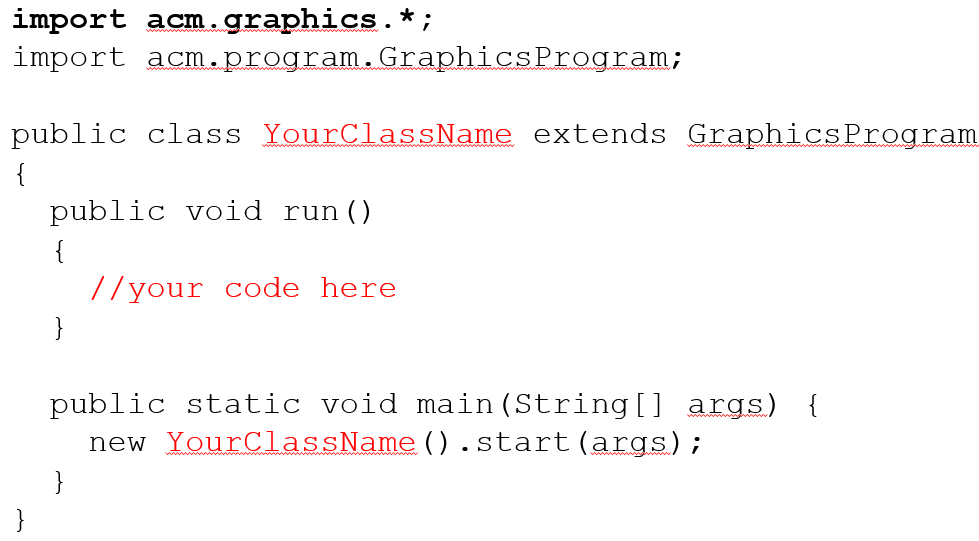 import acm.graphics.*;
import acm.program.GraphicsProgram;
public class YourClassName extends GraphicsProgram
{
public void run()
{
//your code here
}
public static void main(String[] args) {
new YourClassName().start(args);
}
}